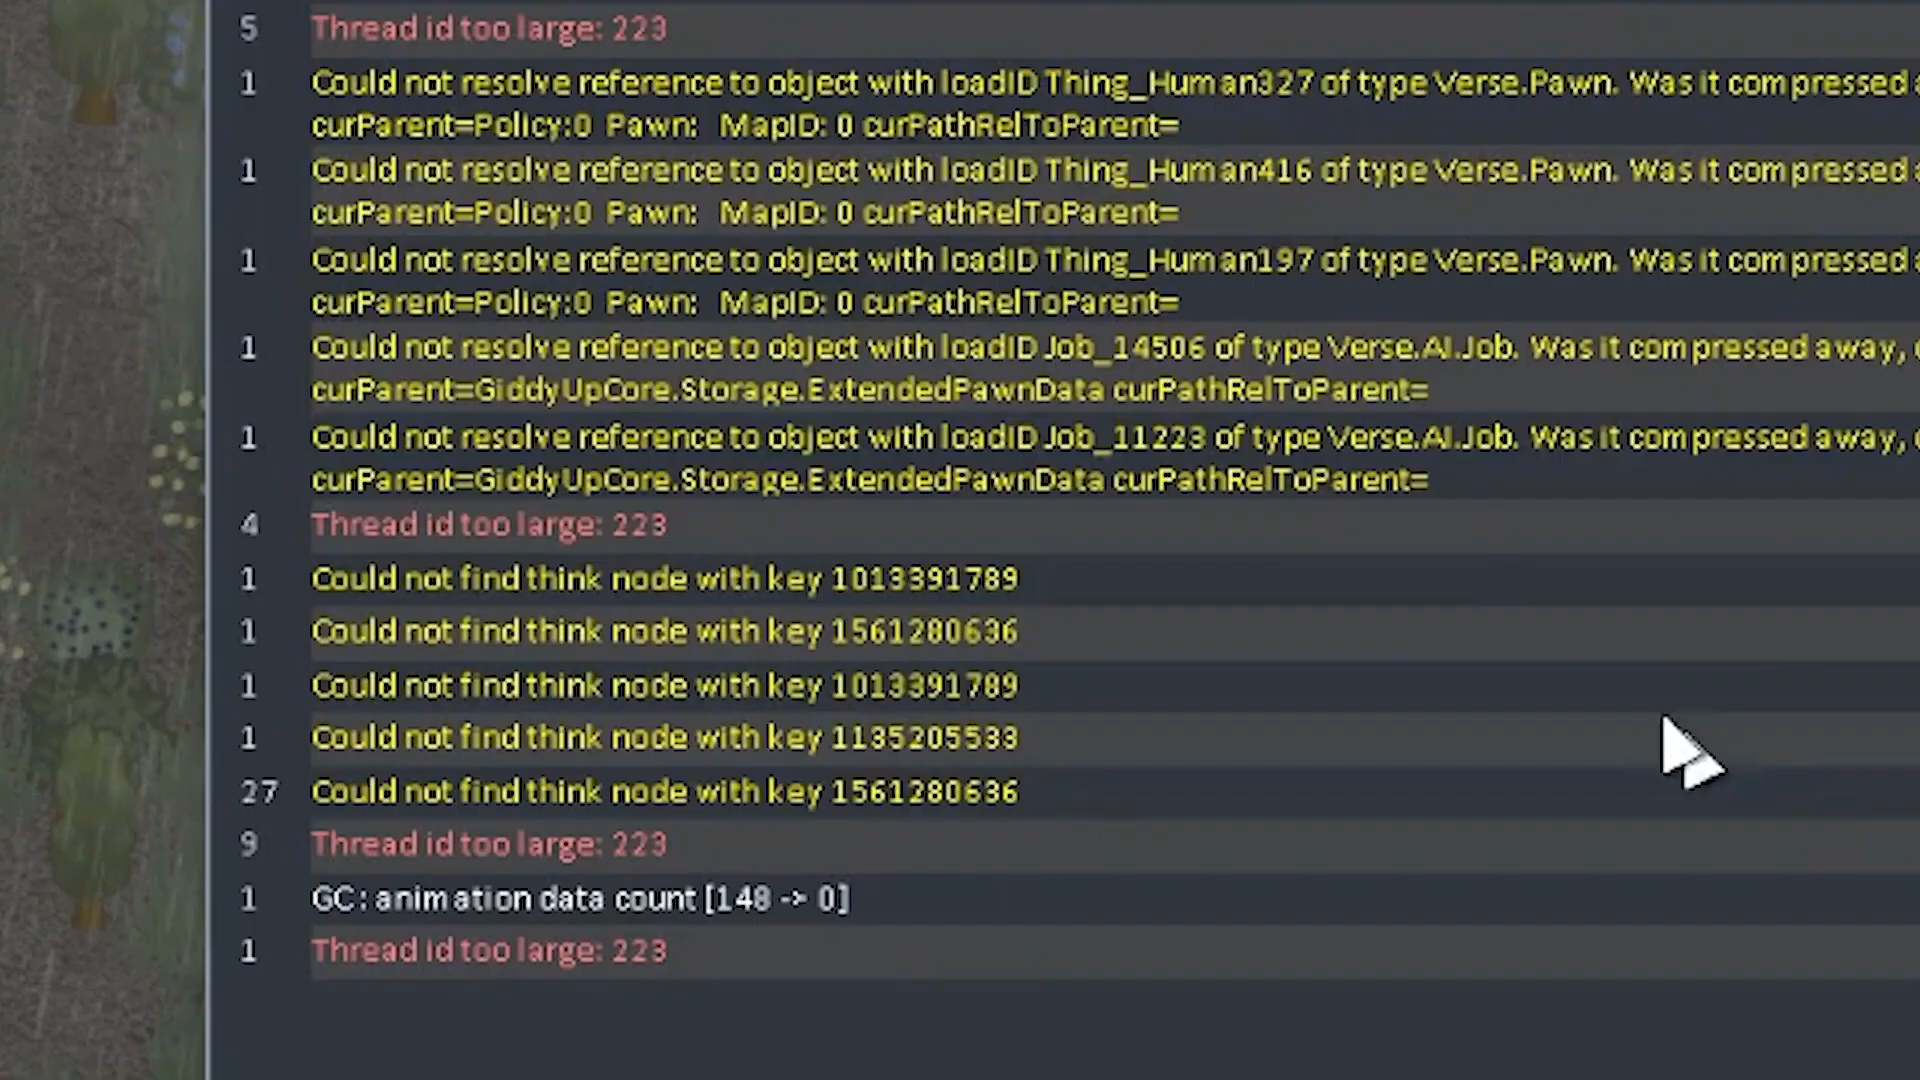 5 Thread id too large: 223
1 Could not resolve reference to object with loadID Thing_Human327 of type Verse.Pawn. Was it compressed
curParent=Policy:0 Pawn: MapID: 0 curPathRelToParent=
1 Could not resolve reference to object with loadID Thing_Human416 of type Verse.Pawn. Was it compressed
curParent=Policy:0 Pawn: MapID: 0 curPathRelToParent=
1 Could not resolve reference to object with loadID Thing_Human197 of type Verse.Pawn. Was it compressed
curParent=Policy:0 Pawn: MapID: 0 curPathRelToParent=
1 Could not resolve reference to object with loadID Job_14506 of type Verse.AI.Job. Was it compressed away,
curParent=GiddyUpCore.Storage.ExtendedPawnData curPathRelToParent=
1 Could not resolve reference to object with loadID Job_11223 of type Verse.AI.Job. Was it compressed away,
curParent=GiddyUpCore.Storage.ExtendedPawnData curPathRelToParent=
4 Thread id too large: 223
1 Could not find think node with key 1013391789
1 Could not find think node with key 1561280636
1 Could not find think node with key 1013391789
1 Could not find think node with key 1135205533
27 Could not find think node with key 1561280636
9 Thread id too large: 223
1 GC: animation data count [148 -> 0]
1 Thread id too large: 223